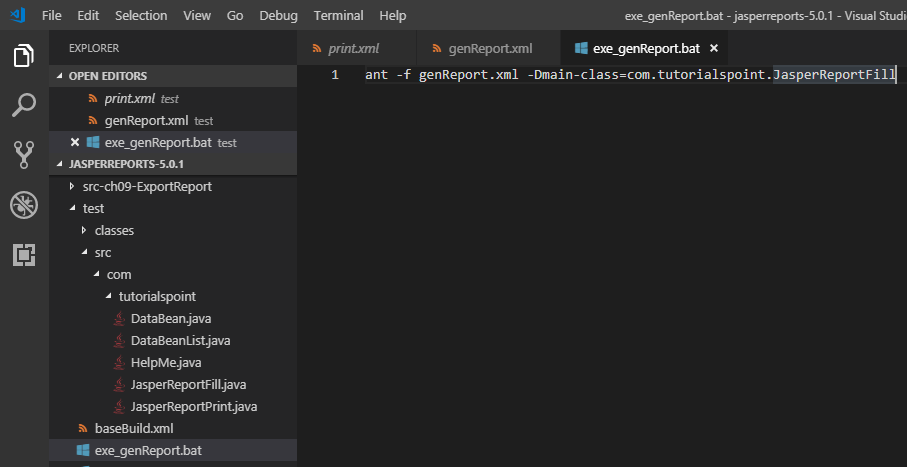 File Edit Selection View Go Debug Terminal Help exe_genReport.bat - jasperreports-5.0.1 - Visual Studio
EXPLORER
print.xml genReport.xml exe_genReport.bat
OPEN EDITORS
print.xml test
genReport.xml test
exe_genReport.bat test
JASPERREPORTS-5.0.1
src-ch09-ExportReport
test
classes
src
com
tutorialspoint
DataBean.java
DataBeanList.java
HelpMe.java
JasperReportFill.java
JasperReportPrint.java
baseBuild.xml
exe_genReport.bat
1 ant -f genReport.xml -Dmain-class=com.tutorialspoint.JasperReportFill